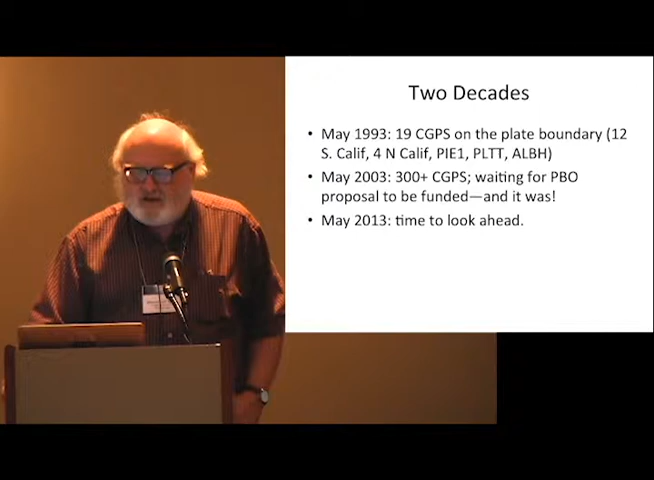 Two Decades
• May 1993: 19 CGPS on the plate boundary (12
S. Calif, 4 N Calif, PIE1, PLTT, ALBH)
• May 2003: 300+ CGPS; waiting for PBO
proposal to be funded—and it was!
• May 2013: time to look ahead.